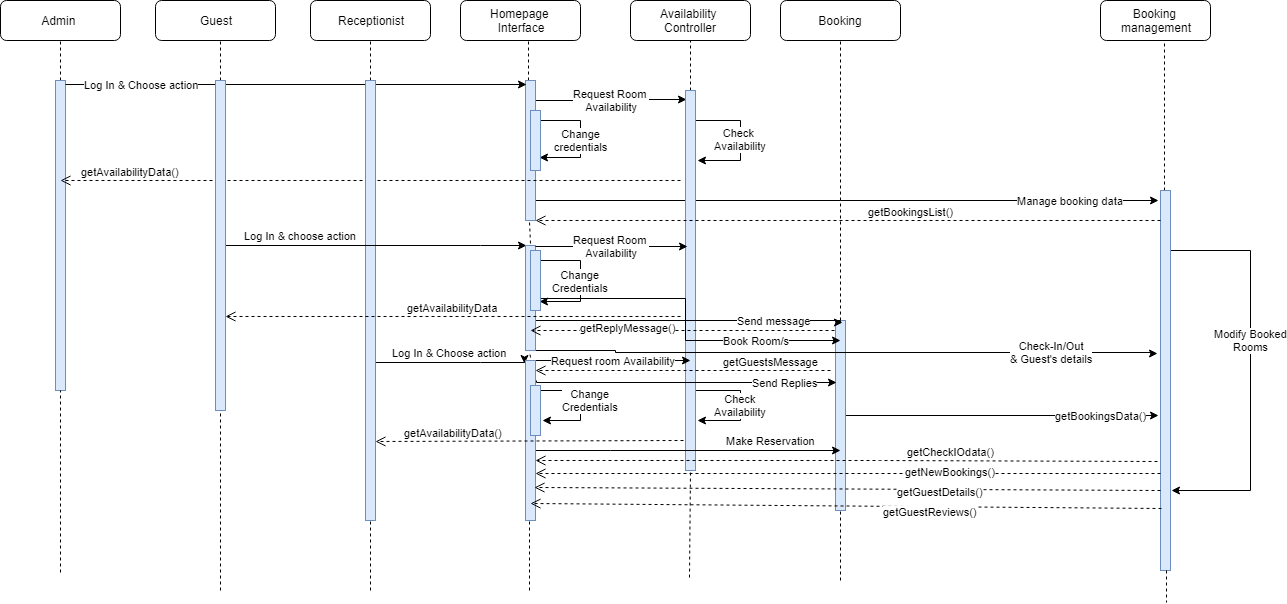 Admin
Guest
Receptionist
Homepage
Interface
Availability
Controller
Booking
Booking
management
Log In & Choose action
Request Room
Availability
Change
credentials
Check
Availability
getAvailabilityData()
Manage booking data
getBookingsList()
Log In & choose action
Request Room
Availability
Change
Credentials
getAvailabilityData
Send message
getReplyMessage()
Book Room/s
Modify Booked
Rooms
Check-In/Out
& Guest's details
Log In & Choose action
Request room Availability
getGuestsMessage
Send Replies
Change
Credentials
Check
Availability
getBookingsData()
getAvailabilityData()
Make Reservation
getCheckIOdata()
getNewBookings()
getGuestDetails()
getGuestReviews()